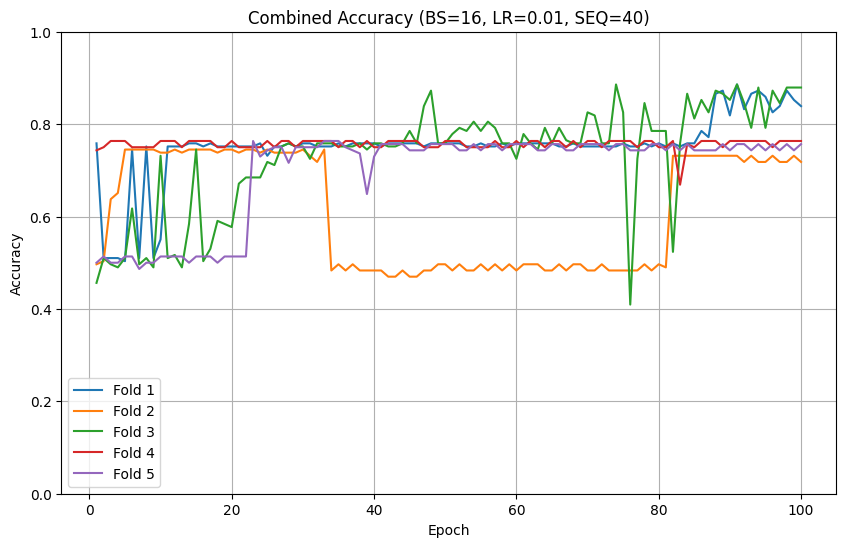 Combined Accuracy (BS=16, LR=0.01, SEQ=40)
1.0
0.8
0.6
0.4
0.2
0.0
Accuracy
Fold 1
Fold 2
Fold 3
Fold 4
Fold 5
0 20 40 60 80 100
Epoch